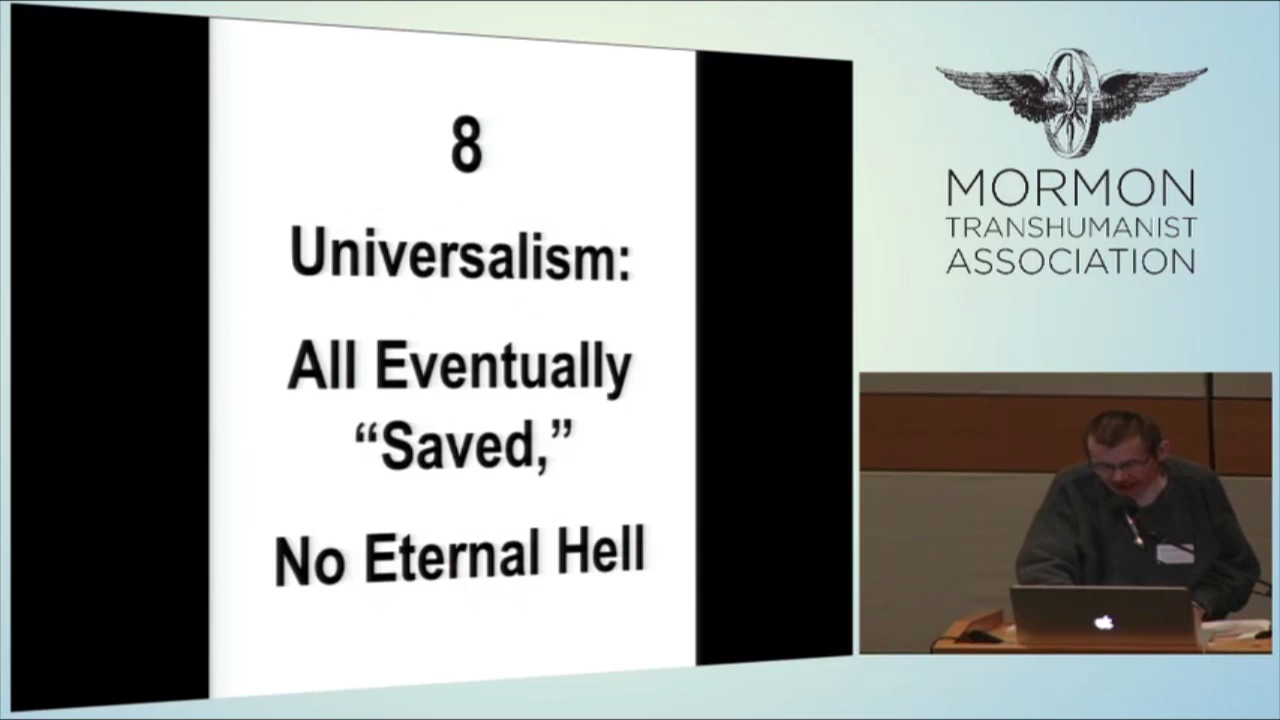 8
Universalism:
All Eventually
“Saved,”
No Eternal Hell
MORMON
TRANSHUMANIST
ASSOCIATION